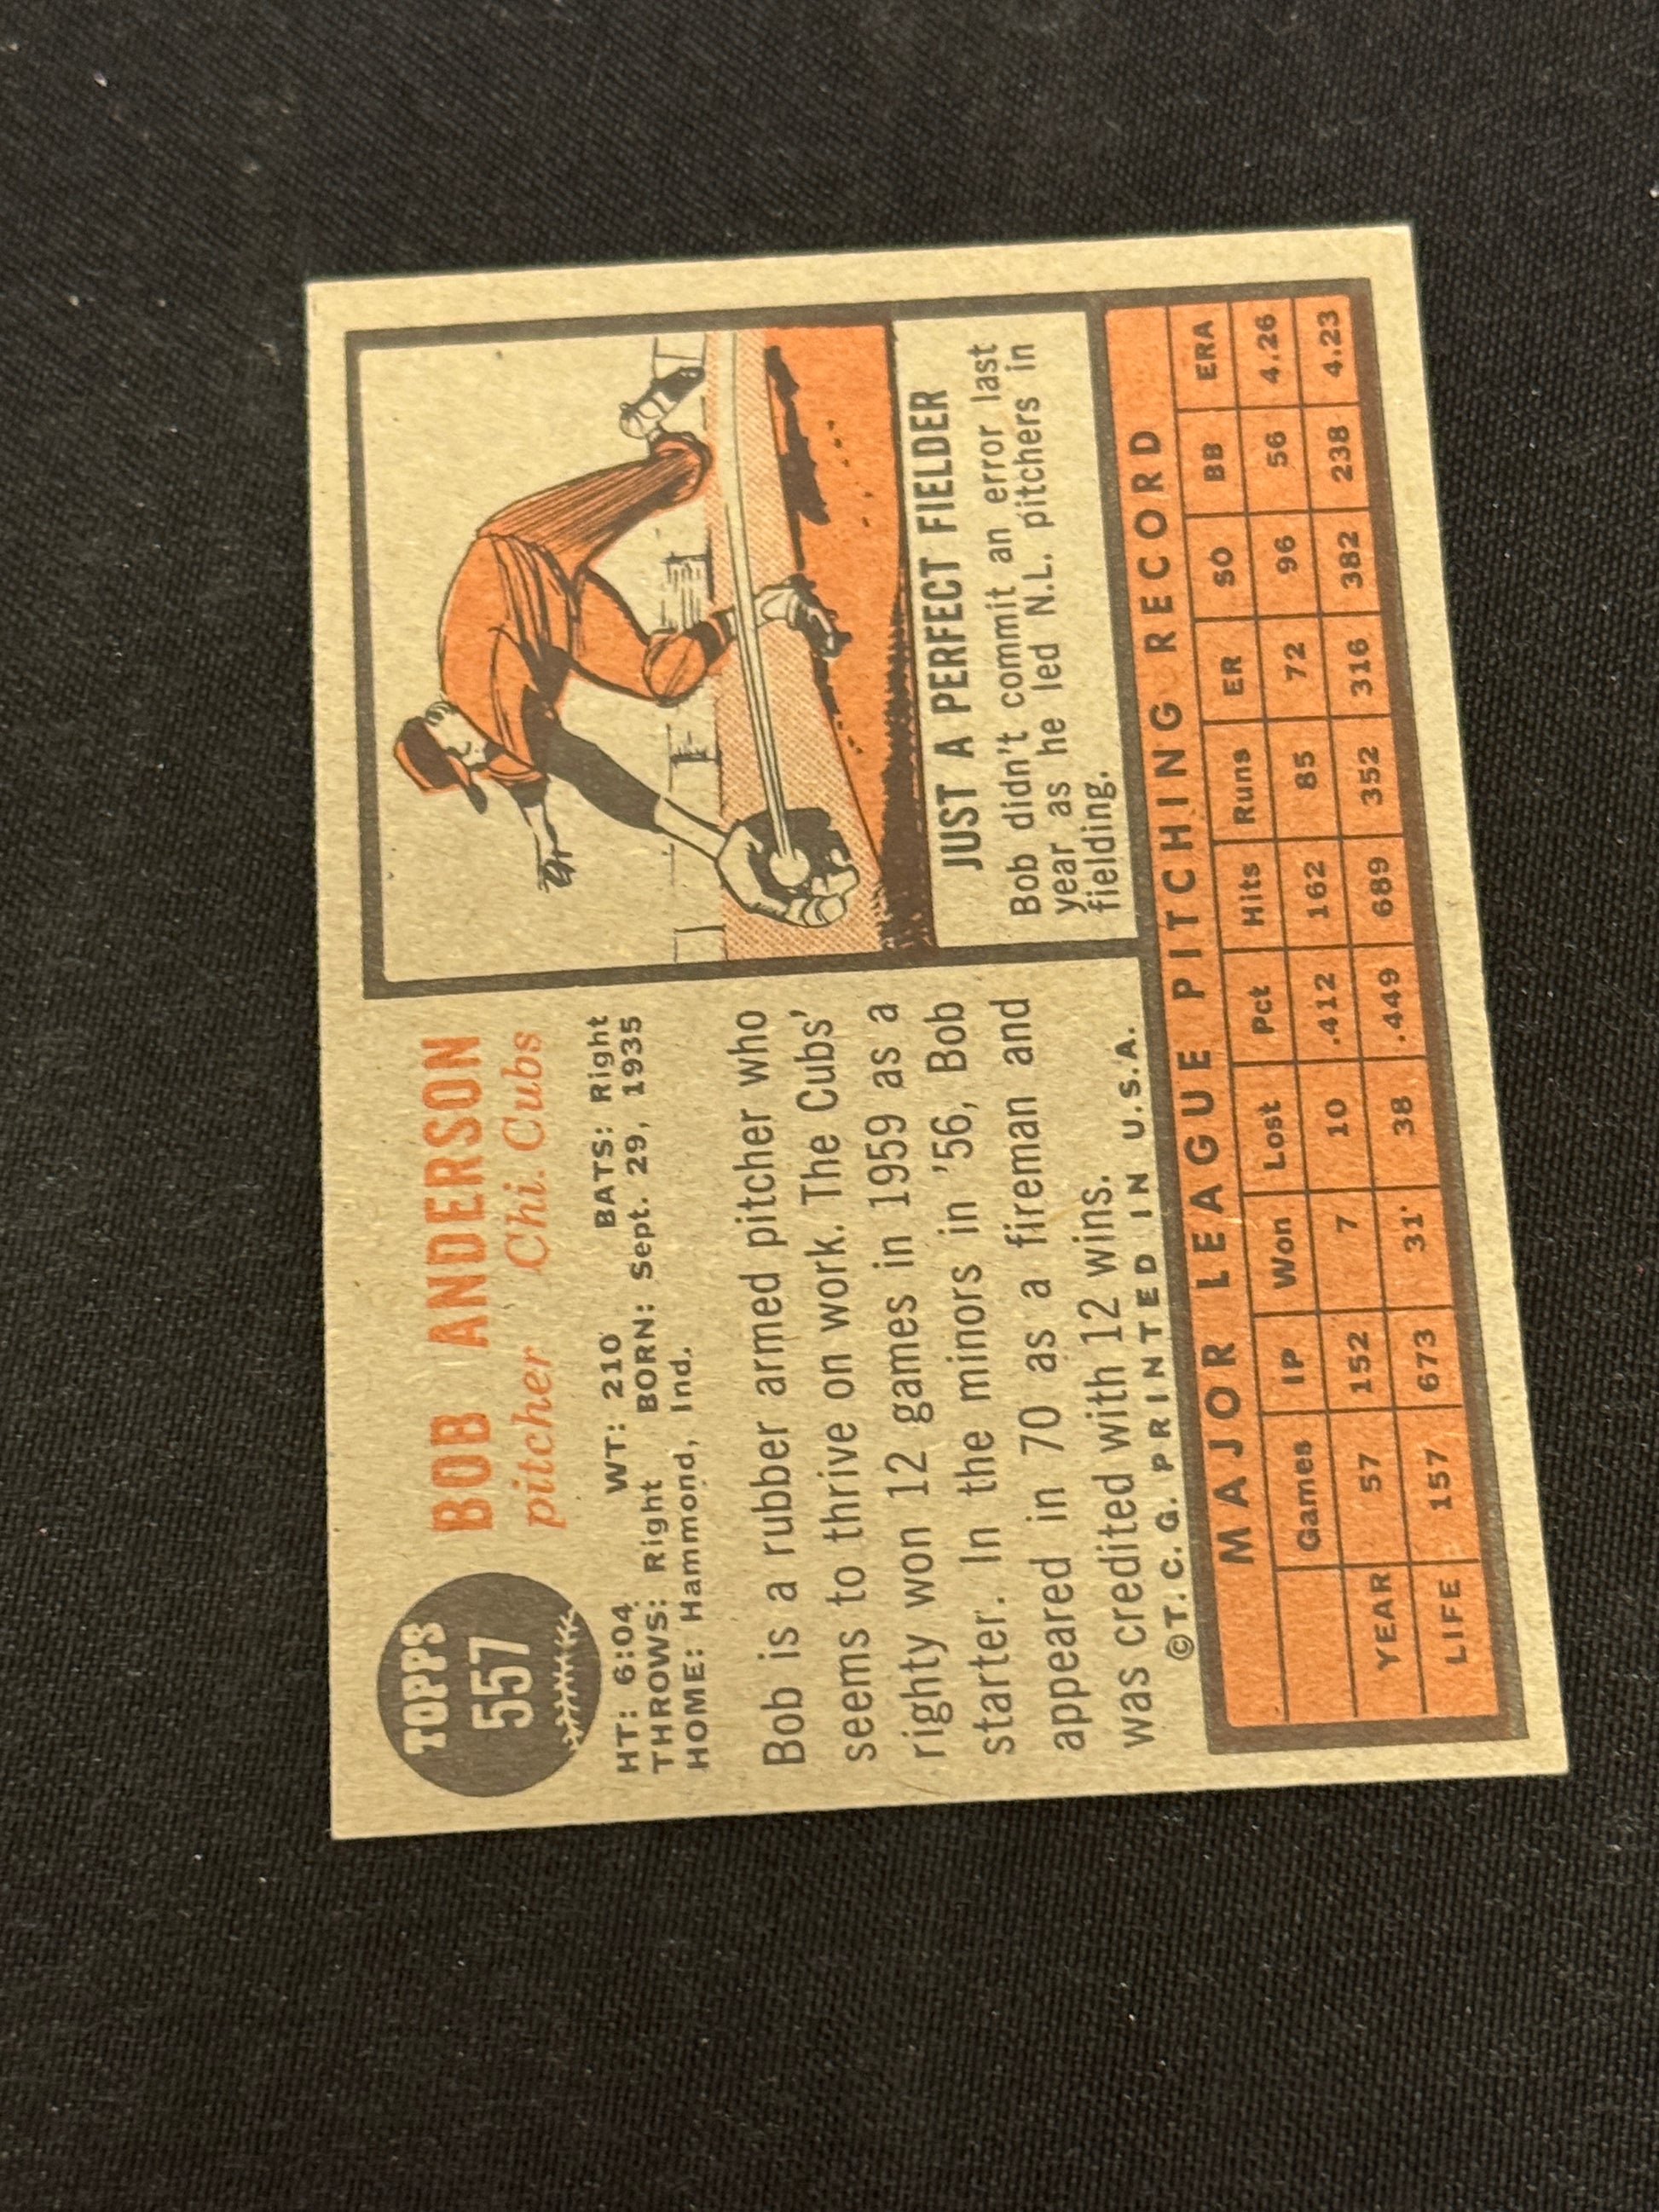 TOPPS
557
BOB ANDERSON
pitcher Chi. Cubs
HT: 6:04 WT: 210 BATS: Right
THROWS: Right BORN: Sept. 29, 1935
HOME: Hammond, Ind.
Bob is a rubber armed pitcher who
seems to thrive on work. The Cubs'
righty won 12 games in 1959 as a
starter. In the minors in '56, Bob
appeared in 70 as a fireman and
was credited with 12 wins.
©T. C. G. PRINTED IN U.S.A.
JUST A PERFECT FIELDER
Bob didn't commit an error last
year as he led N.L. pitchers in
fielding.
MAJOR LEAGUE PITCHING RECORD
Games IP Won Lost Pct Hits Runs ER SO BB ERA
YEAR 57 152 7 10 .412 162 85 72 96 56 4.26
LIFE 157 673 31 38 .449 689 352 316 382 238 4.23